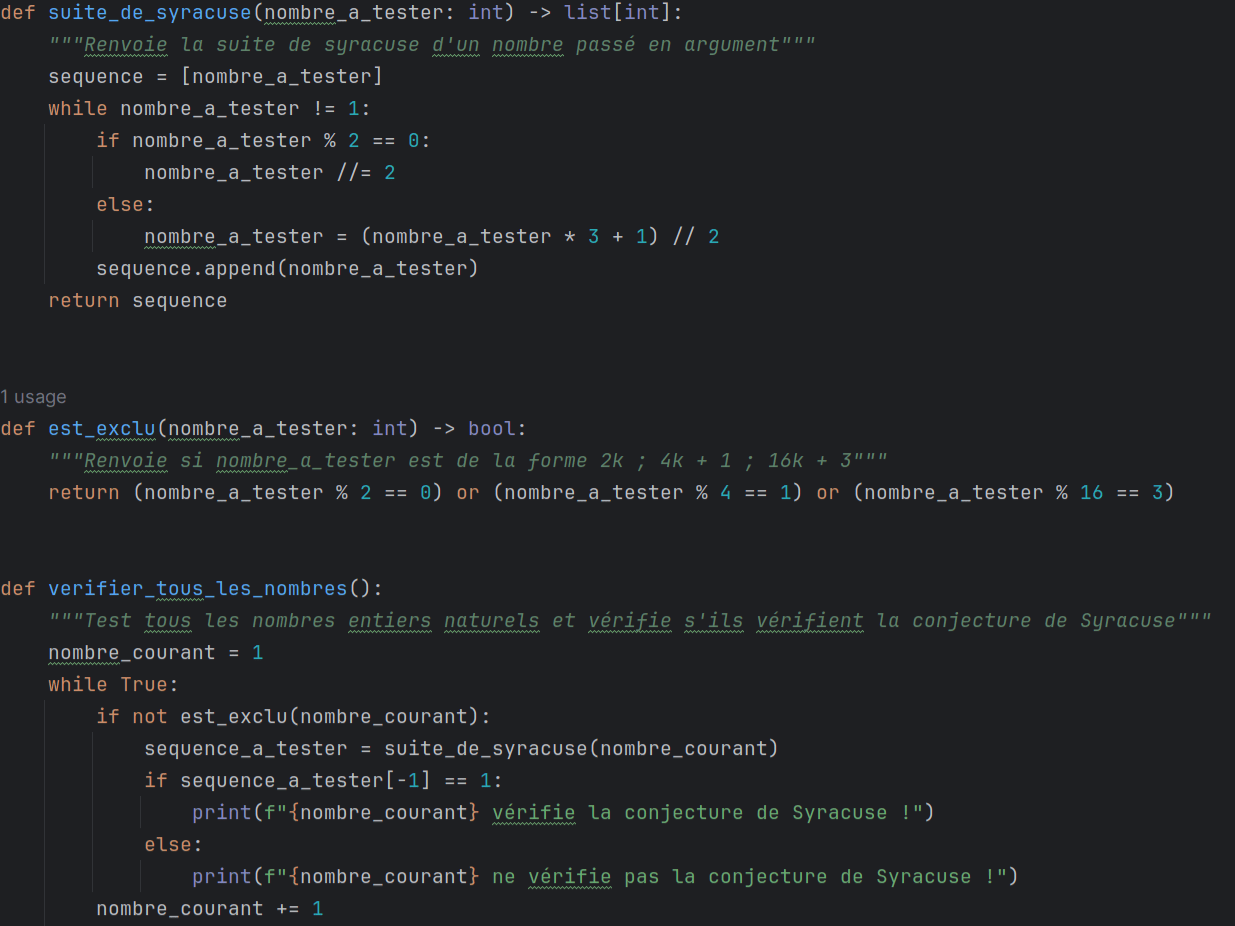 def suite_de_syracuse(nombre_a_tester: int) -> list[int]:
    """Renvoie la suite de syracuse d'un nombre passé en argument"""
    sequence = [nombre_a_tester]
    while nombre_a_tester != 1:
        if nombre_a_tester % 2 == 0:
            nombre_a_tester //= 2
        else:
            nombre_a_tester = (nombre_a_tester * 3 + 1) // 2
        sequence.append(nombre_a_tester)
    return sequence
1 usage
def est_exclu(nombre_a_tester: int) -> bool:
    """Renvoie si nombre_a_tester est de la forme 2k ; 4k + 1 ; 16k + 3"""
    return (nombre_a_tester % 2 == 0) or (nombre_a_tester % 4 == 1) or (nombre_a_tester % 16 == 3)
def verifier_tous_les_nombres():
    """Test tous les nombres entiers naturels et vérifie s'ils vérifient la conjecture de Syracuse"""
    nombre_courant = 1
    while True:
        if not est_exclu(nombre_courant):
            sequence_a_tester = suite_de_syracuse(nombre_courant)
            if sequence_a_tester[-1] == 1:
                print(f"{nombre_courant} vérifie la conjecture de Syracuse !")
            else:
                print(f"{nombre_courant} ne vérifie pas la conjecture de Syracuse !")
        nombre_courant += 1